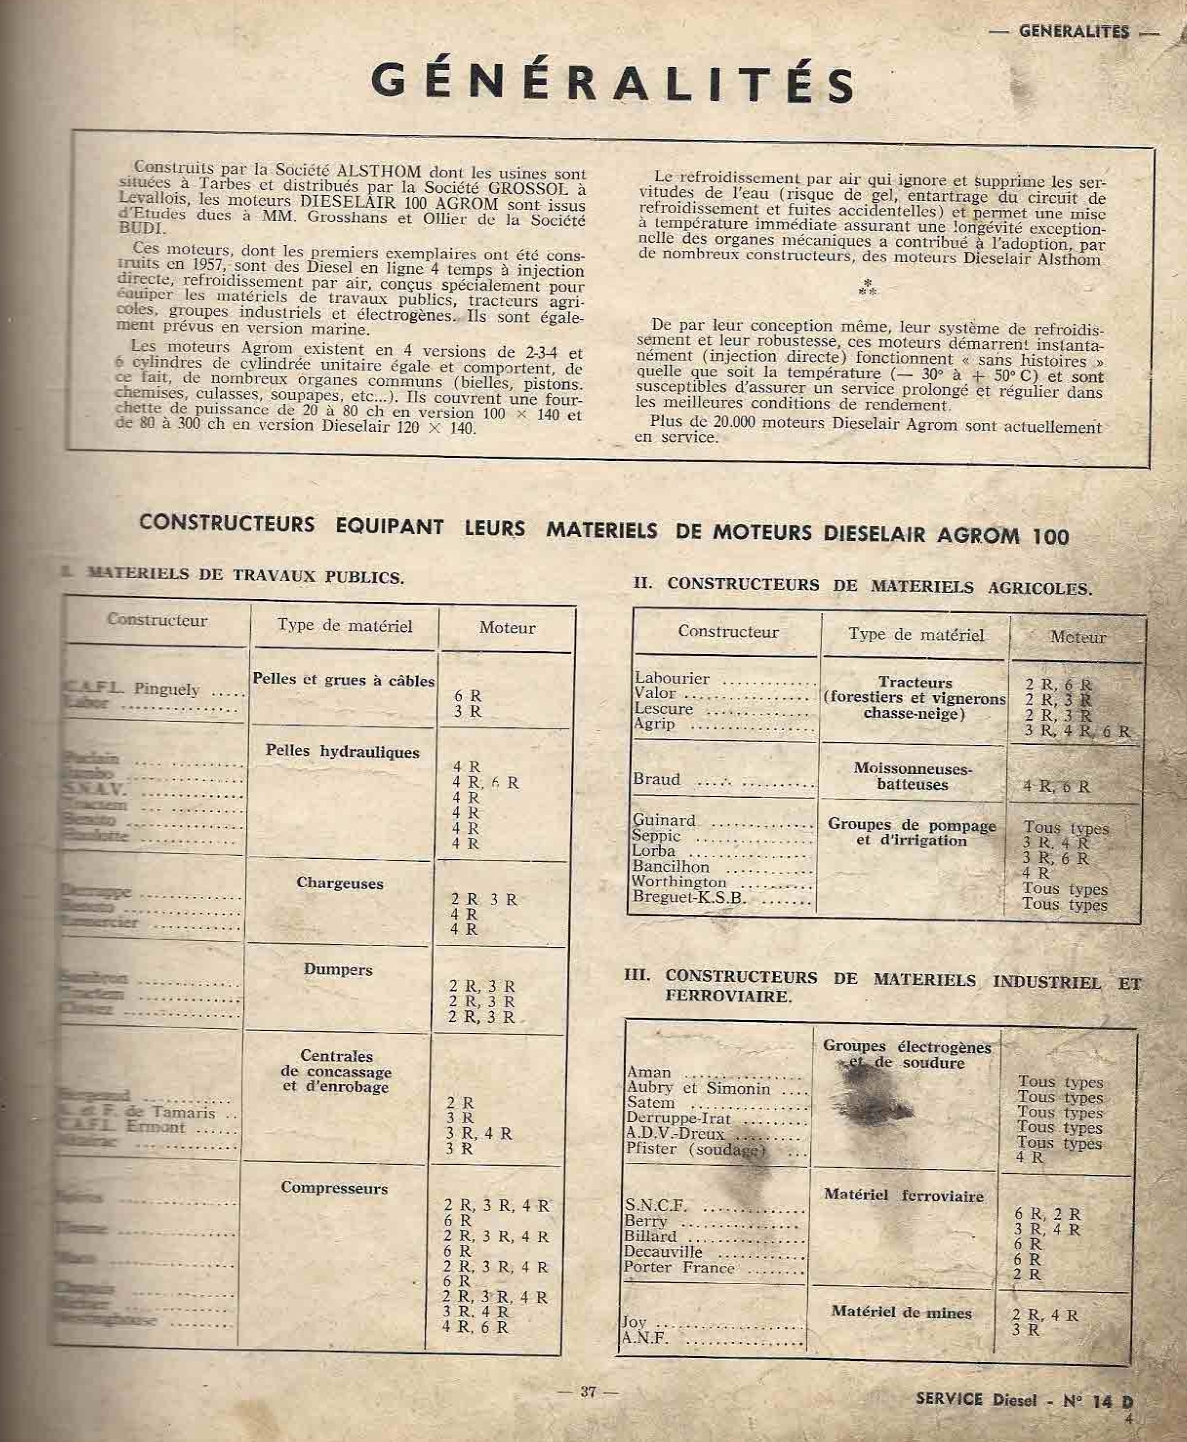 — GENERALITES —
GÉNÉRALITÉS
Construits par la Société ALSTHOM dont les usines sont
situées à Tarbes et distribués par la Société GROSSOL à
Levallois, les moteurs DIESELAIR 100 AGROM sont issus
d'Etudes dues à MM. Grosshans et Ollier de la Société
BUDI.
Ces moteurs, dont les premiers exemplaires ont été cons-
truits en 1957, sont des Diesel en ligne 4 temps à injection
directe, refroidissement par air, conçus spécialement pour
équiper les matériels de travaux publics, tracteurs agri-
coles, groupes industriels et électrogènes. Ils sont égale-
ment prévus en version marine.
Les moteurs Agrom existent en 4 versions de 2-3-4 et
6 cylindres de cylindrée unitaire égale et comportent, de
ce fait, de nombreux organes communs (bielles, pistons.
chemises, culasses, soupapes, etc...). Ils couvrent une four-
chette de puissance de 20 à 80 ch en version 100 × 140 et
de 80 à 300 ch en version Dieselair 120 × 140.
Le refroidissement par air qui ignore et supprime les ser-
vitudes de l'eau (risque de gel, entartrage du circuit de
refroidissement et fuites accidentelles) et permet une mise
à température immédiate assurant une longévité exception-
nelle des organes mécaniques a contribué à l'adoption, par
de nombreux constructeurs, des moteurs Dieselair Alsthom
*
**
De par leur conception même, leur système de refroidis-
sement et leur robustesse, ces moteurs démarrent instanta-
nément (injection directe) fonctionnent « sans histoires »
quelle que soit la température (— 30° à + 50° C) et sont
susceptibles d'assurer un service prolongé et régulier dans
les meilleures conditions de rendement.
Plus de 20.000 moteurs Dieselair Agrom sont actuellement
en service.
CONSTRUCTEURS EQUIPANT LEURS MATERIELS DE MOTEURS DIESELAIR AGROM 100
I. MATERIELS DE TRAVAUX PUBLICS.
Constructeur Type de matériel Moteur
Pelles et grues à câbles
C.A.F.L. Pinguely ..... 6 R
Labor .................. 3 R
Pelles hydrauliques
4 R
4 R, 6 R
S.N.A.V. ............... 4 R
Tractem ............... 4 R
Benoto ................ 4 R
4 R
Chargeuses
Derruppe ............... 2 R 3 R
Benoto ................. 4 R
4 R
Dumpers
2 R, 3 R
Tractem ............... 2 R, 3 R
2 R, 3 R
Centrales
de concassage
et d'enrobage
2 R
A. et F. de Tamaris .. 3 R
C.A.F.L. Ermont ...... 3 R, 4 R
3 R
Compresseurs
2 R, 3 R, 4 R
6 R
2 R, 3 R, 4 R
6 R
2 R, 3 R, 4 R
6 R
2 R, 3 R, 4 R
3 R, 4 R
Westinghouse ......... 4 R, 6 R
II. CONSTRUCTEURS DE MATERIELS AGRICOLES.
Constructeur Type de matériel Moteur
Labourier ............. Tracteurs 2 R, 6 R
Valor .................. (forestiers et vignerons 2 R, 3 R
Lescure ............... chasse-neige) 2 R, 3 R
Agrip ................. 3 R, 4 R, 6 R
Moissonneuses-
Braud .... .......... batteuses 4 R, 6 R
Guinard .............. Groupes de pompage Tous types
Seppic ............... et d'irrigation 3 R, 4 R
Lorba ................ 3 R, 6 R
Bancilhon ............ 4 R
Worthington .......... Tous types
Breguet-K.S.B. ....... Tous types
III. CONSTRUCTEURS DE MATERIELS INDUSTRIEL ET
FERROVIAIRE.
Groupes électrogènes
et de soudure
Aman ................ Tous types
Aubry et Simonin .... Tous types
Satem ............... Tous types
Derruppe-Irat ......... Tous types
A.D.V.-Dreux ......... Tous types
Pfister (soudage) ... 4 R
Matériel ferroviaire
S.N.C.F. ............. 6 R, 2 R
Berry ................ 3 R, 4 R
Billard ............... 6 R
Decauville ........... 6 R
Porter France ........ 2 R
Matériel de mines
Joy ................... 2 R, 4 R
A.N.F. ................ 3 R
— 37 —
SERVICE Diesel - N° 14 D
4